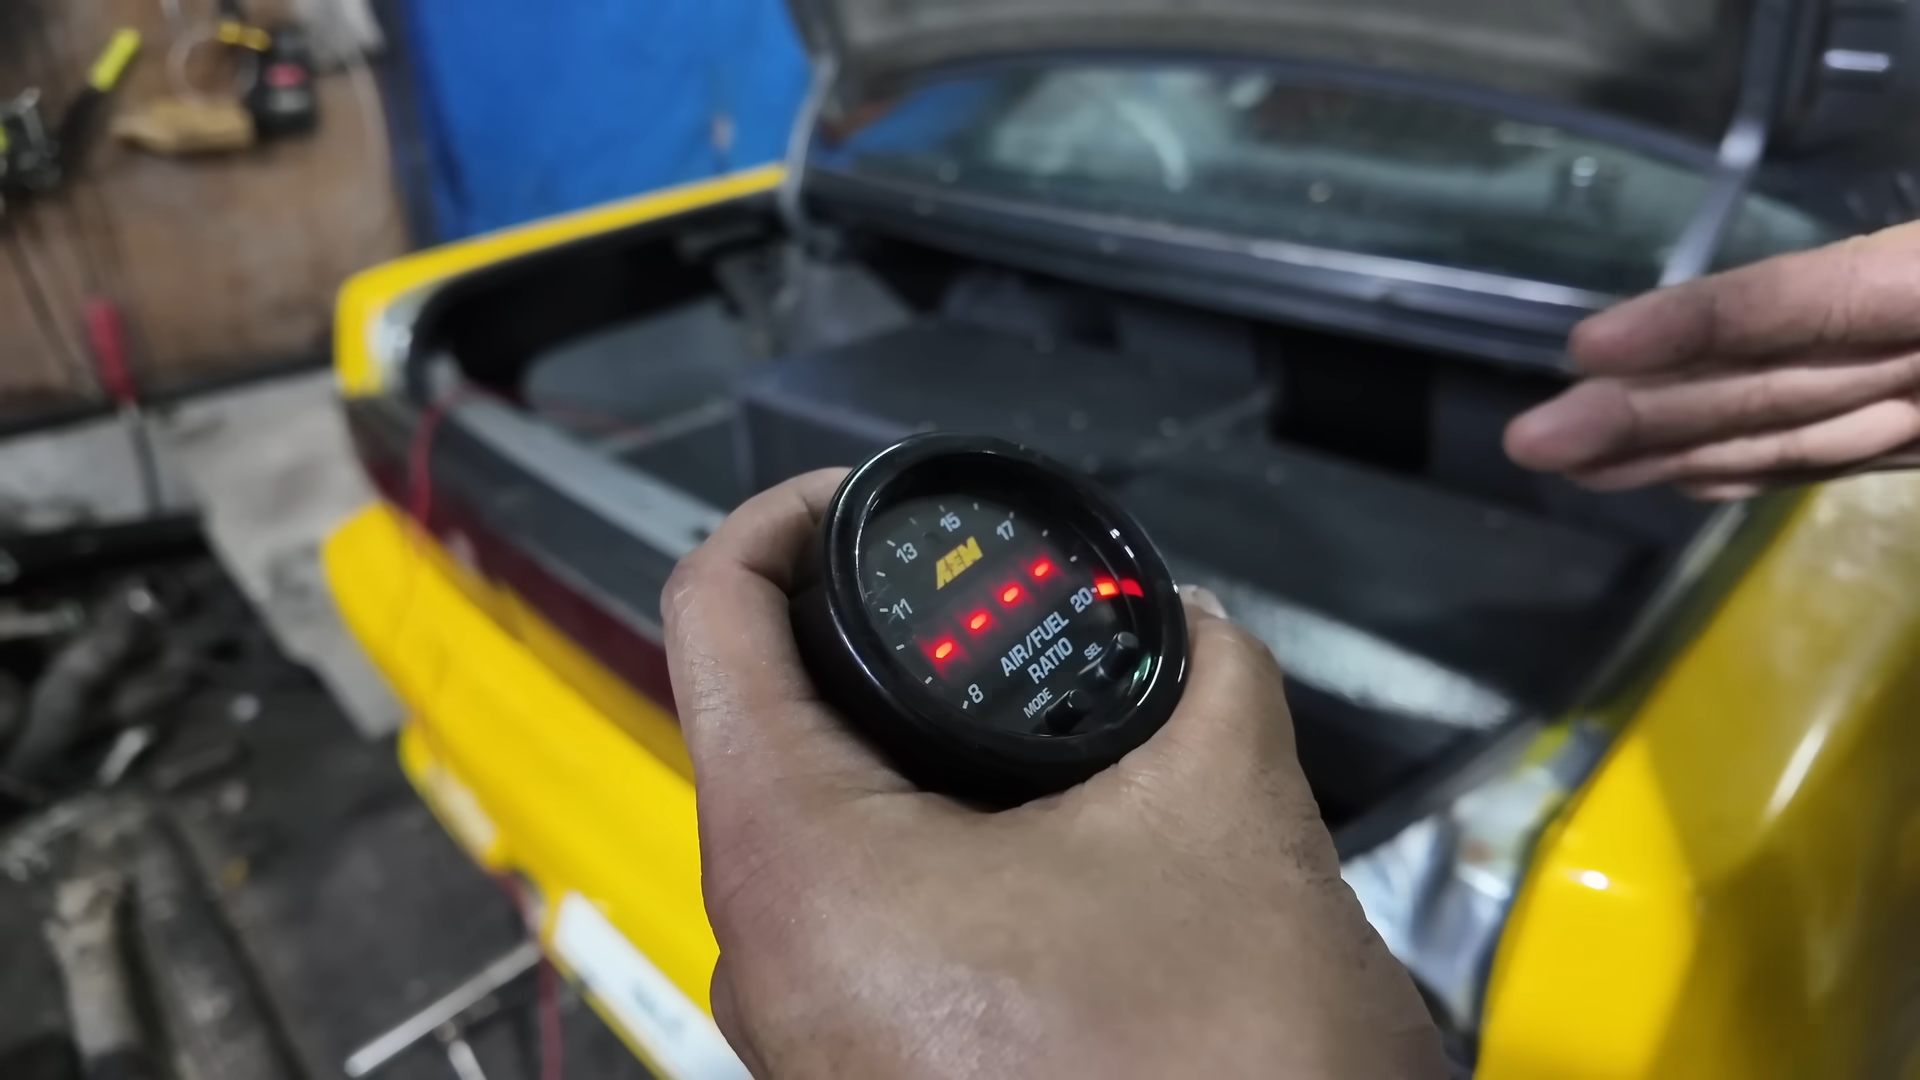 15
13
17
AEM
11
20
AIR/FUEL
RATIO
SEL
8
MODE
----